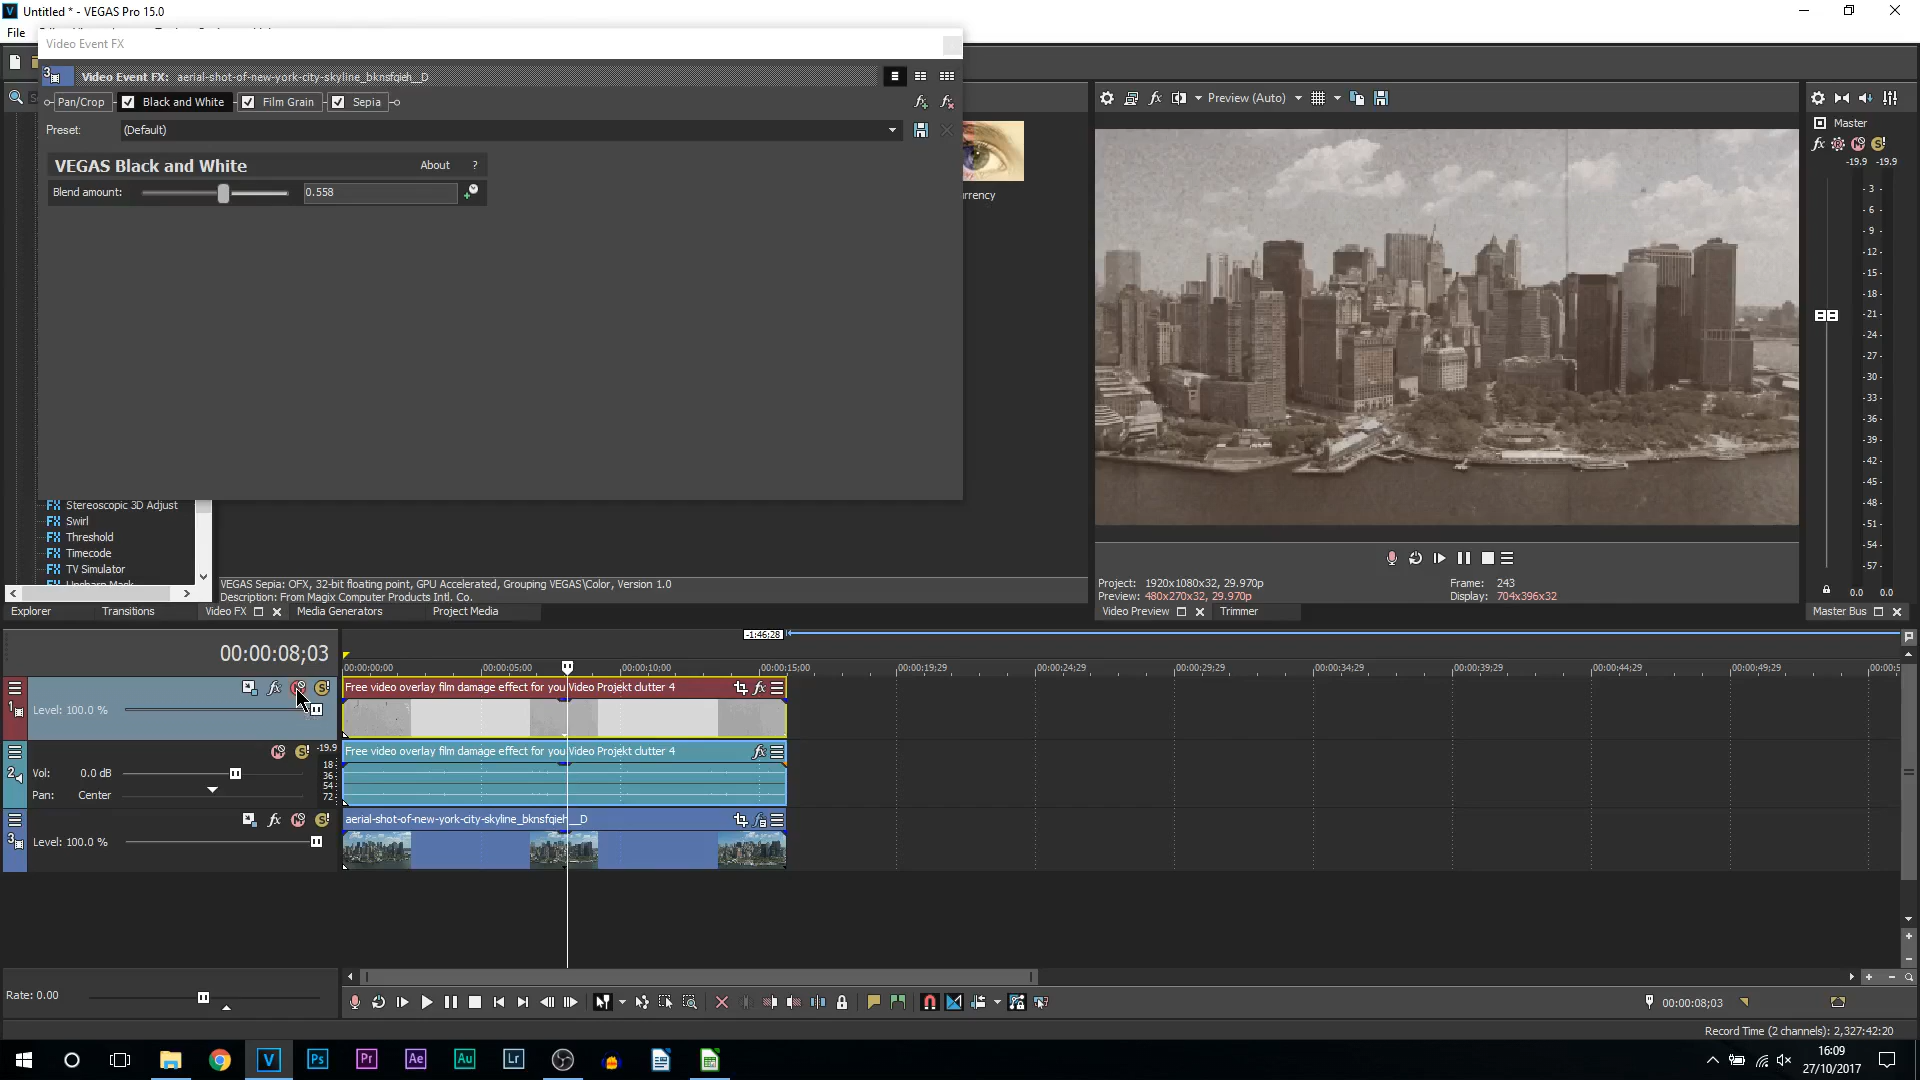 Untitled * - VEGAS Pro 15.0
File
Video Event FX
3 Video Event FX: aerial-shot-of-new-york-city-skyline_bknsfqieh__D
Pan/Crop Black and White Film Grain Sepia
Preset: (Default)
VEGAS Black and White About ?
Blend amount: 0.558
rrency
Preview (Auto)
Master
-19.9 -19.9
- 3 -
- 6 -
- 9 -
-12-
-15-
-18-
-21-
-24-
-27-
-30-
-33-
-36-
-39-
-42-
-45-
-48-
-51-
-54-
-57-
0.0 0.0
Stereoscopic 3D Adjust
Swirl
Threshold
Timecode
TV Simulator
Unsharp Mask
VEGAS Sepia: OFX, 32-bit floating point, GPU Accelerated, Grouping VEGAS\Color, Version 1.0
Description: From Magix Computer Products Intl. Co.
Project: 1920x1080x32, 29.970p
Preview: 480x270x32, 29.970p
Frame: 243
Display: 704x396x32
Explorer Transitions Video FX Media Generators Project Media
Video Preview Trimmer
Master Bus
00:00:08;03
-1:46:28
00:00:00;00 00:00:05;00 00:00:10;00 00:00:15;00 00:00:19;29 00:00:24;29 00:00:29;29 00:00:34;29 00:00:39;29 00:00:44;29 00:00:49;29
1 Level: 100.0 %
Free video overlay film damage effect for you Video Projekt clutter 4
2 Vol: 0.0 dB
Pan: Center
-19.9
18
36
54
72
Free video overlay film damage effect for you Video Projekt clutter 4
3 Level: 100.0 %
aerial-shot-of-new-york-city-skyline_bknsfqieh__D
Rate: 0.00
00:00:08;03
Record Time (2 channels): 2,327:42:20
V Ps Pr Ae Au Lr
16:09
27/10/2017